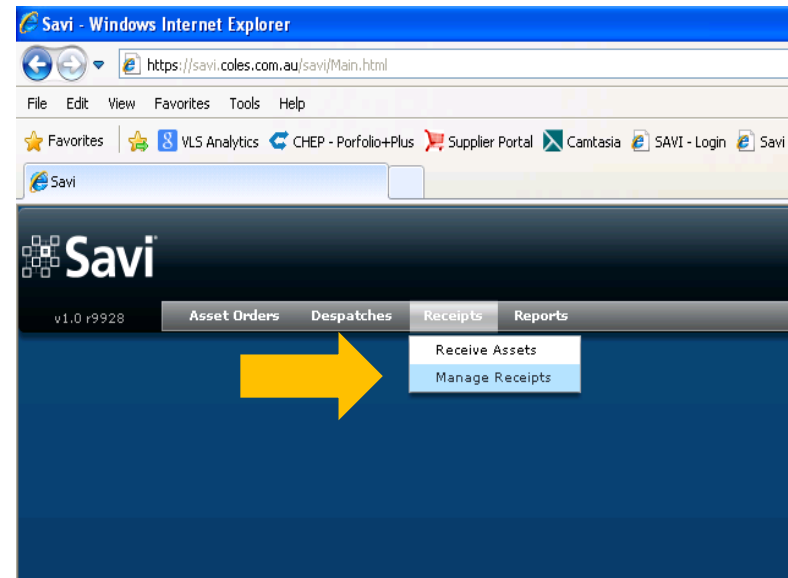 Savi - Windows Internet Explorer
https://savi.coles.com.au/savi/Main.html
File Edit View Favorites Tools Help
Favorites 8 VLS Analytics CHEP - Porfolio+Plus Supplier Portal Camtasia SAVI - Login Savi
Savi
Savi
v1.0 r9928 Asset Orders Despatches Receipts Reports
Receive Assets
Manage Receipts